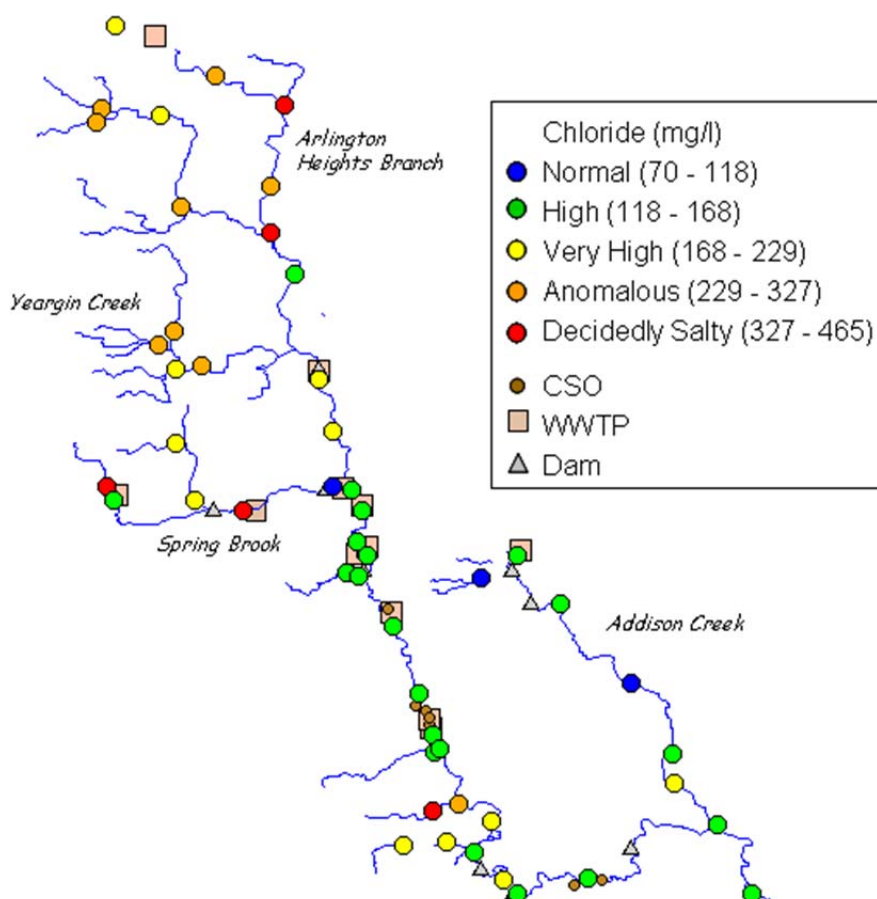 Arlington
Heights Branch
Chloride (mg/l)
Normal (70 - 118)
High (118 - 168)
Very High (168 - 229)
Anomalous (229 - 327)
Decidedly Salty (327 - 465)
CSO
WWTP
Dam
Yeargin Creek
Spring Brook
Addison Creek